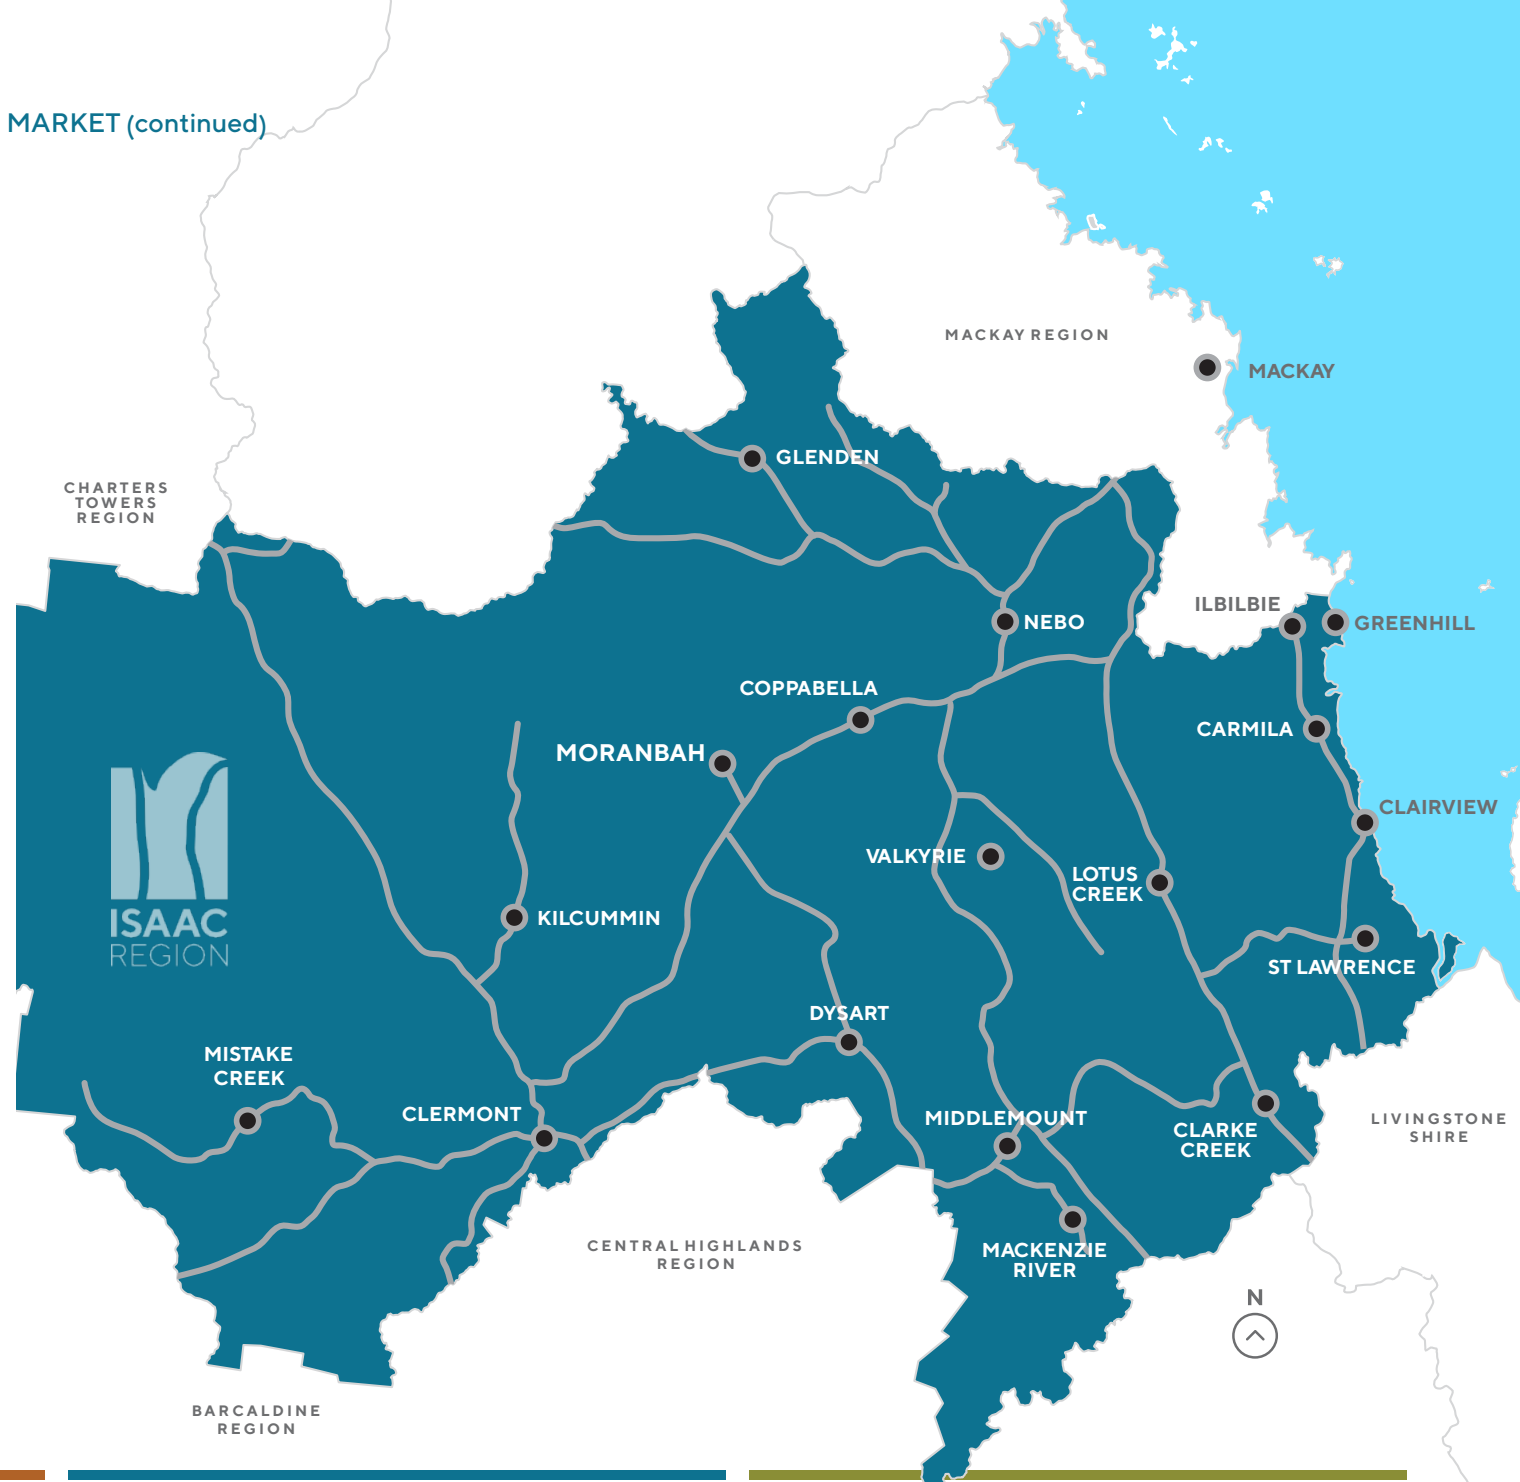 MARKET (continued)
MACKAY REGION
MACKAY
GLENDEN
CHARTERS
TOWERS
REGION
ILBILBIE
NEBO
GREENHILL
COPPABELLA
CARMILA
MORANBAH
CLAIRVIEW
VALKYRIE
LOTUS
CREEK
ISAAC
REGION
KILCUMMIN
ST LAWRENCE
DYSART
MISTAKE
CREEK
CLERMONT
MIDDLEMOUNT
CLARKE
CREEK
LIVINGSTONE
SHIRE
CENTRAL HIGHLANDS
REGION
MACKENZIE
RIVER
N
BARCALDINE
REGION